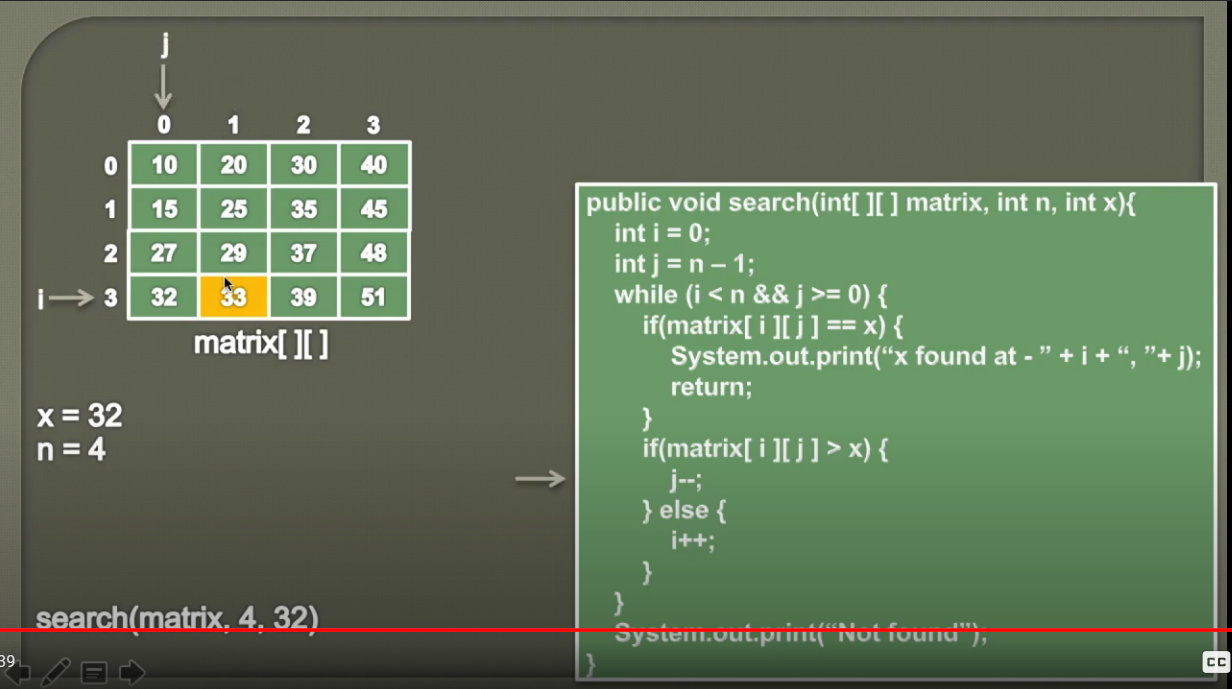 j
0 1 2 3
0 10 20 30 40
1 15 25 35 45
2 27 29 37 48
i 3 32 33 39 51
matrix[ ][ ]
x = 32
n = 4
search(matrix, 4, 32)
public void search(int[ ][ ] matrix, int n, int x){
int i = 0;
int j = n – 1;
while (i < n && j >= 0) {
if(matrix[ i ][ j ] == x) {
System.out.print(“x found at - ” + i + “, ”+ j);
return;
}
if(matrix[ i ][ j ] > x) {
j--;
} else {
i++;
}
}
System.out.print(“Not found”);
}
39
CC